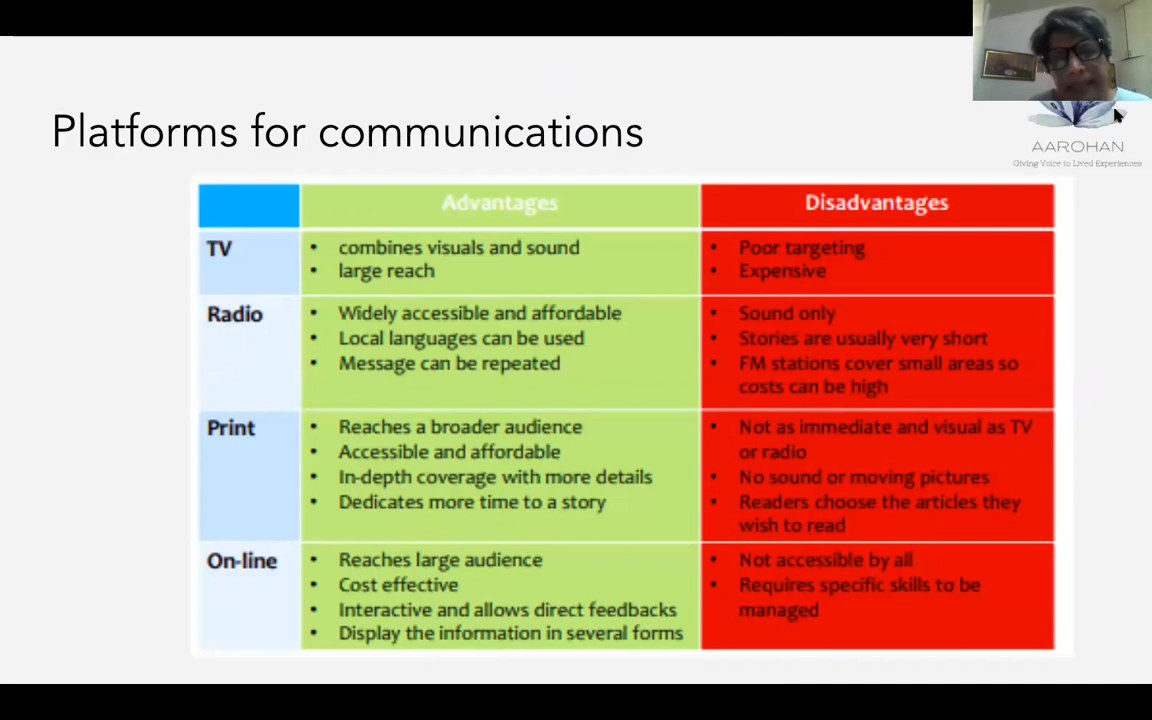 Platforms for communications
AAROHAN
Giving Voice to Lived Experiences
Advantages Disadvantages
TV
• combines visuals and sound
• large reach
• Poor targeting
• Expensive
Radio
• Widely accessible and affordable
• Local languages can be used
• Message can be repeated
• Sound only
• Stories are usually very short
• FM stations cover small areas so
costs can be high
Print
• Reaches a broader audience
• Accessible and affordable
• In-depth coverage with more details
• Dedicates more time to a story
• Not as immediate and visual as TV
or radio
• No sound or moving pictures
• Readers choose the articles they
wish to read
On-line
• Reaches large audience
• Cost effective
• Interactive and allows direct feedbacks
• Display the information in several forms
• Not accessible by all
• Requires specific skills to be
managed